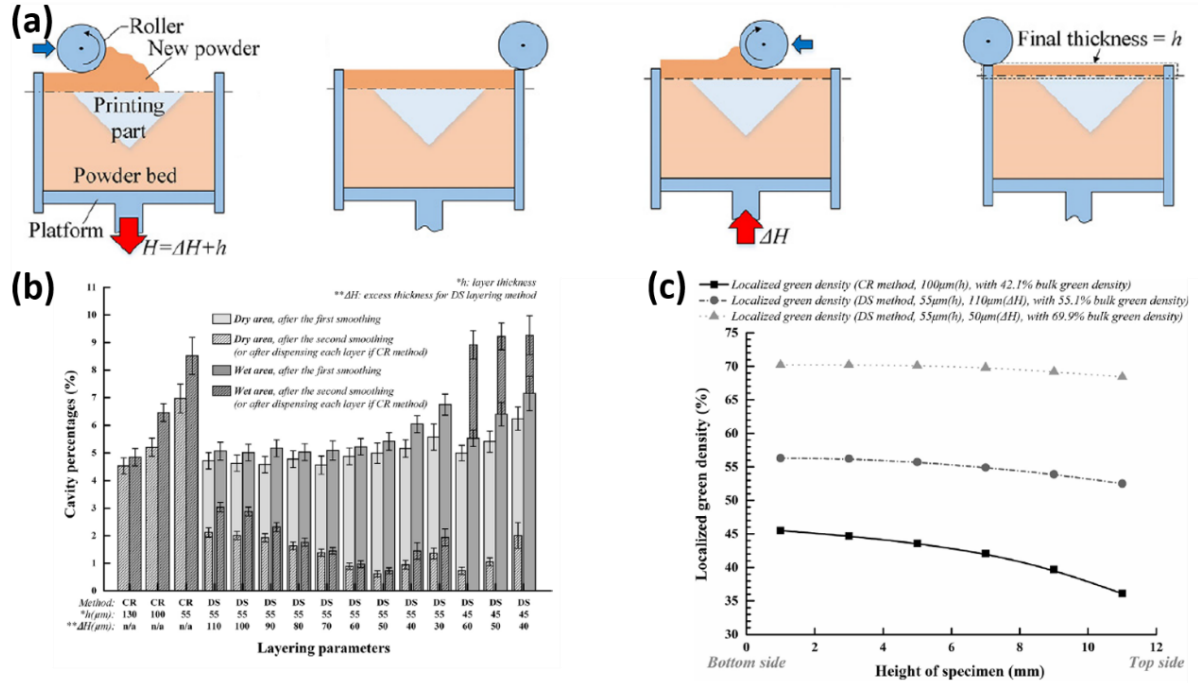 (a)
Roller
New powder
Printing
part
Powder bed
Platform
H=ΔH+h
ΔH
Final thickness = h
(b)
*h: layer thickness
**ΔH: excess thickness for DS layering method
Dry area, after the first smoothing
Dry area, after the second smoothing
(or after dispensing each layer if CR method)
Wet area, after the first smoothing
Wet area, after the second smoothing
(or after dispensing each layer if CR method)
Cavity percentages (%)
11
10
9
8
7
6
5
4
3
2
1
0
Method: CR CR CR DS DS DS DS DS DS DS DS DS DS DS DS
*h(μm) 130 100 55 55 55 55 55 55 55 55 55 55 45 45 45
**ΔH(μm) n/a n/a n/a 110 100 90 80 70 60 50 40 30 60 50 40
Layering parameters
(c)
Localized green density (CR method, 100μm(h), with 42.1% bulk green density)
Localized green density (DS method, 55μm(h), 110μm(ΔH), with 55.1% bulk green density)
Localized green density (DS method, 55μm(h), 50μm(ΔH), with 69.9% bulk green density)
Localized green density (%)
75
70
65
60
55
50
45
40
35
30
0 2 4 6 8 10 12
Bottom side
Height of specimen (mm)
Top side